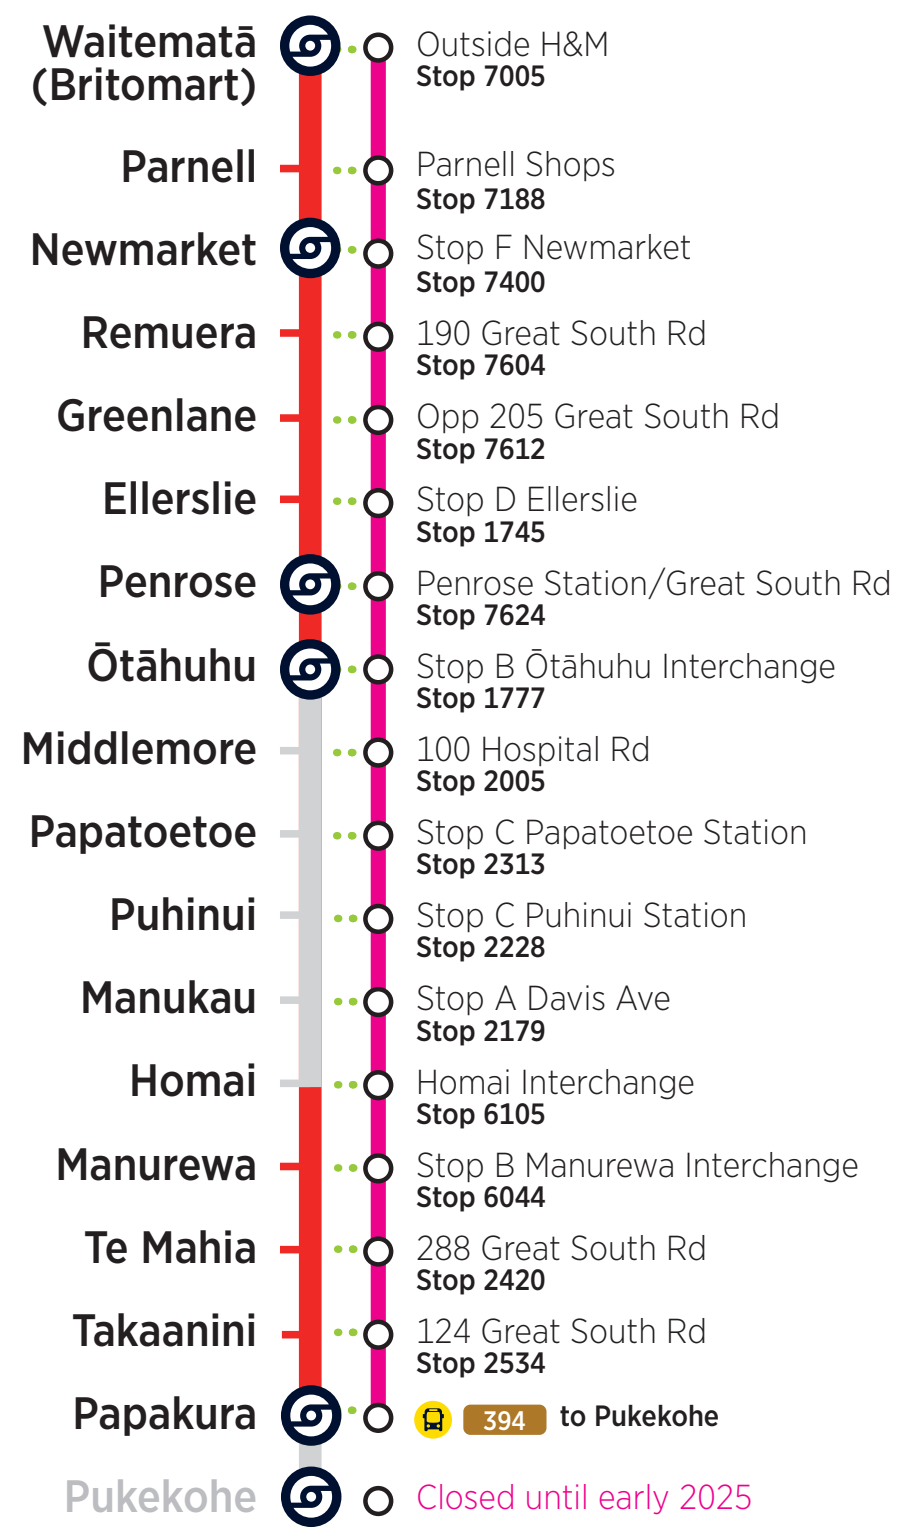 Waitematā
(Britomart)
Outside H&M
Stop 7005
Parnell
Parnell Shops
Stop 7188
Newmarket
Stop F Newmarket
Stop 7400
Remuera
190 Great South Rd
Stop 7604
Greenlane
Opp 205 Great South Rd
Stop 7612
Ellerslie
Stop D Ellerslie
Stop 1745
Penrose
Penrose Station/Great South Rd
Stop 7624
Ōtāhuhu
Stop B Ōtāhuhu Interchange
Stop 1777
Middlemore
100 Hospital Rd
Stop 2005
Papatoetoe
Stop C Papatoetoe Station
Stop 2313
Puhinui
Stop C Puhinui Station
Stop 2228
Manukau
Stop A Davis Ave
Stop 2179
Homai
Homai Interchange
Stop 6105
Manurewa
Stop B Manurewa Interchange
Stop 6044
Te Mahia
288 Great South Rd
Stop 2420
Takaanini
124 Great South Rd
Stop 2534
Papakura
394 to Pukekohe
Pukekohe
Closed until early 2025